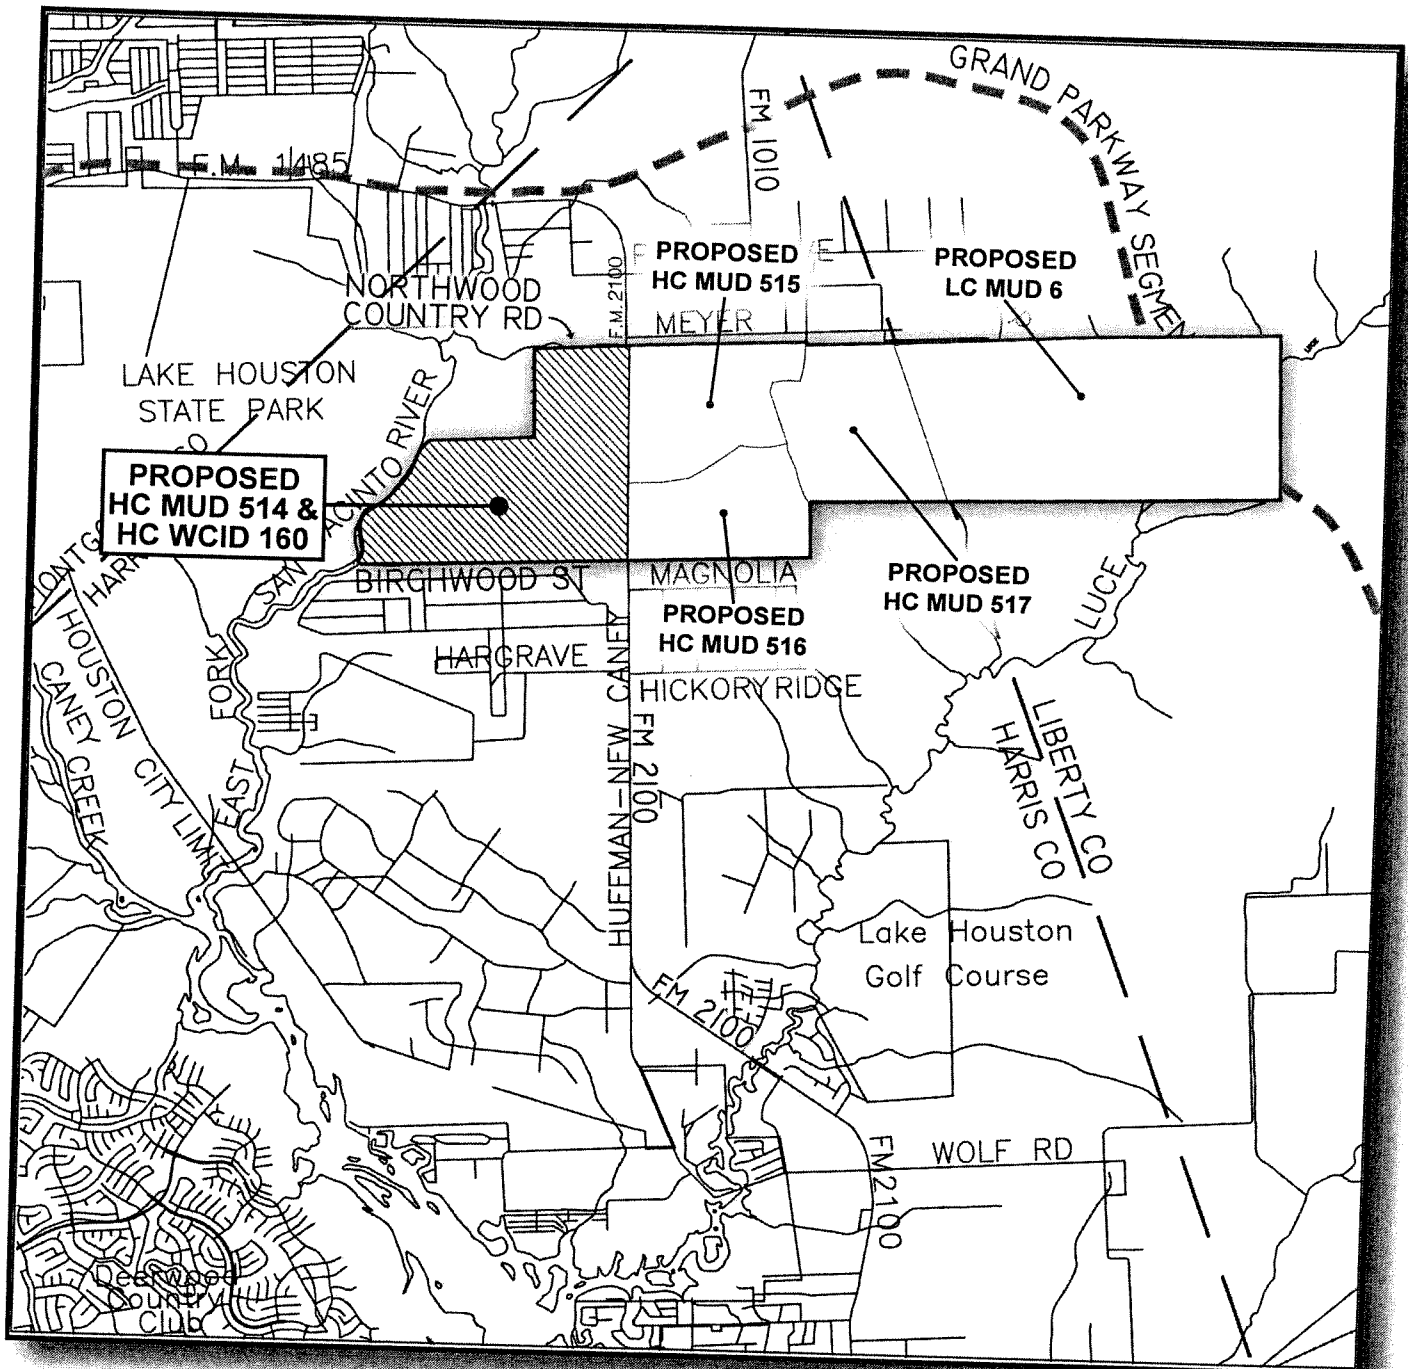 GRAND PARKWAY SEGMEN
FM 1010
F.M. 1485
PROPOSED
HC MUD 515
PROPOSED
LC MUD 6
NORTHWOOD
COUNTRY RD
F.M. 2100
MEYER
LAKE HOUSTON
STATE PARK
SAN JACINTO RIVER
PROPOSED
HC MUD 514 &
HC WCID 160
BIRCHWOOD ST
MAGNOLIA
PROPOSED
HC MUD 517
PROPOSED
HC MUD 516
LUCE
HARGRAVE
HICKORY RIDGE
EAST FORK
HOUSTON CITY LIMIT
CANEY CREEK
HUFFMAN-NEW CANEY
FM 2100
LIBERTY CO
HARRIS CO
Lake Houston
Golf Course
FM 2100
WOLF RD
FM 2100
Deerwood
Country
Club